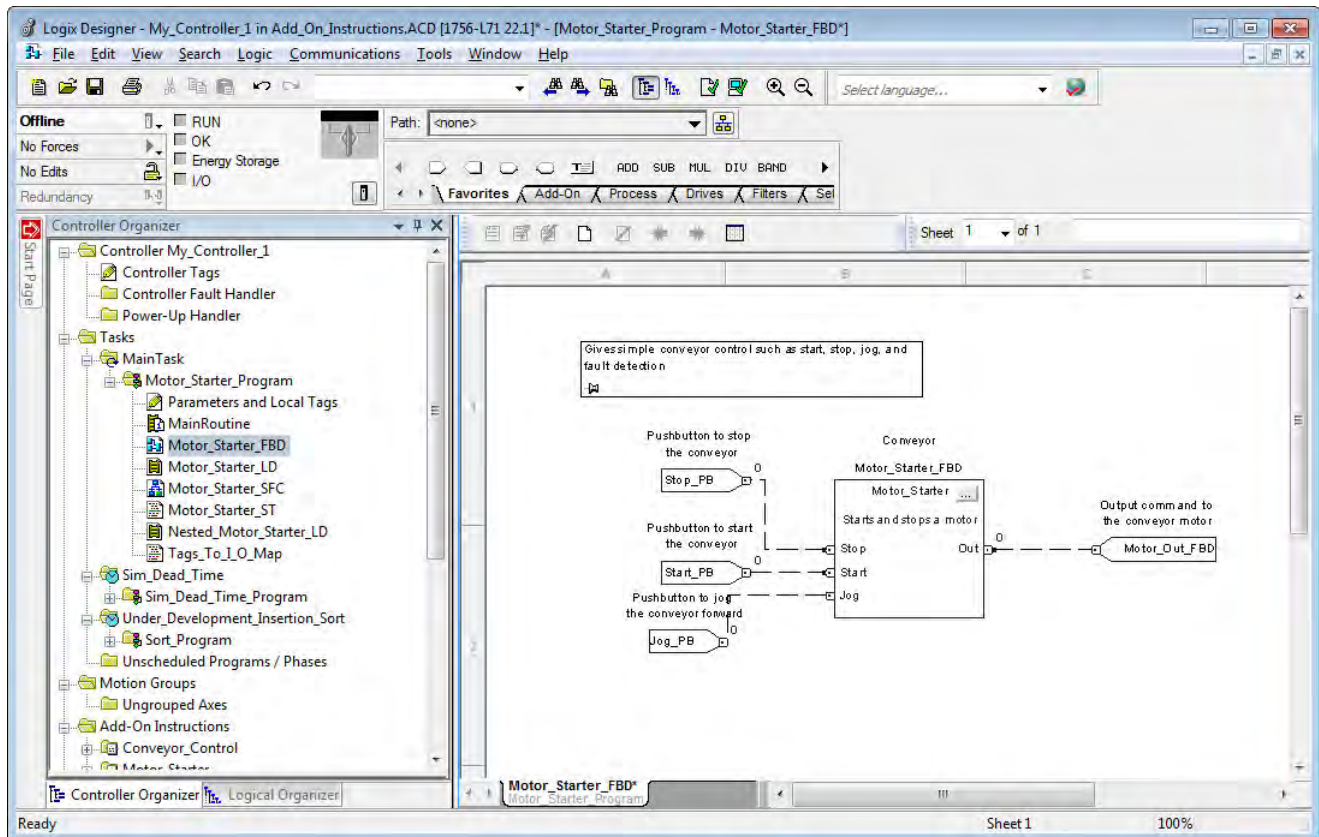 Logix Designer - My_Controller_1 in Add_On_Instructions.ACD [1756-L71 22.1]* - [Motor_Starter_Program - Motor_Starter_FBD*]
File Edit View Search Logic Communications Tools Window Help
Select language...
Offline
RUN
Path: <none>
No Forces
OK
No Edits
Energy Storage
Redundancy
I/O
ADD SUB MUL DIV BAND
Favorites Add-On Process Drives Filters Sel
Start Page
Controller Organizer
Controller My_Controller_1
Controller Tags
Controller Fault Handler
Power-Up Handler
Tasks
MainTask
Motor_Starter_Program
Parameters and Local Tags
MainRoutine
Motor_Starter_FBD
Motor_Starter_LD
Motor_Starter_SFC
Motor_Starter_ST
Nested_Motor_Starter_LD
Tags_To_I_O_Map
Sim_Dead_Time
Sim_Dead_Time_Program
Under_Development_Insertion_Sort
Sort_Program
Unscheduled Programs / Phases
Motion Groups
Ungrouped Axes
Add-On Instructions
Conveyor_Control
Motor_Starter
Controller Organizer Logical Organizer
Sheet 1 of 1
A B C
1
2
Gives simple conveyor control such as start, stop, jog, and
fault detection
Pushbutton to stop
the conveyor
0
Stop_PB
Pushbutton to start
the conveyor
0
Start_PB
Pushbutton to jog
the conveyor forward
0
Jog_PB
Conveyor
Motor_Starter_FBD
Motor_Starter ...
Starts and stops a motor
Stop Out 0
Start
Jog
Output command to
the conveyor motor
Motor_Out_FBD
Motor_Starter_FBD*
Motor_Starter_Program
Ready
Sheet 1
100%